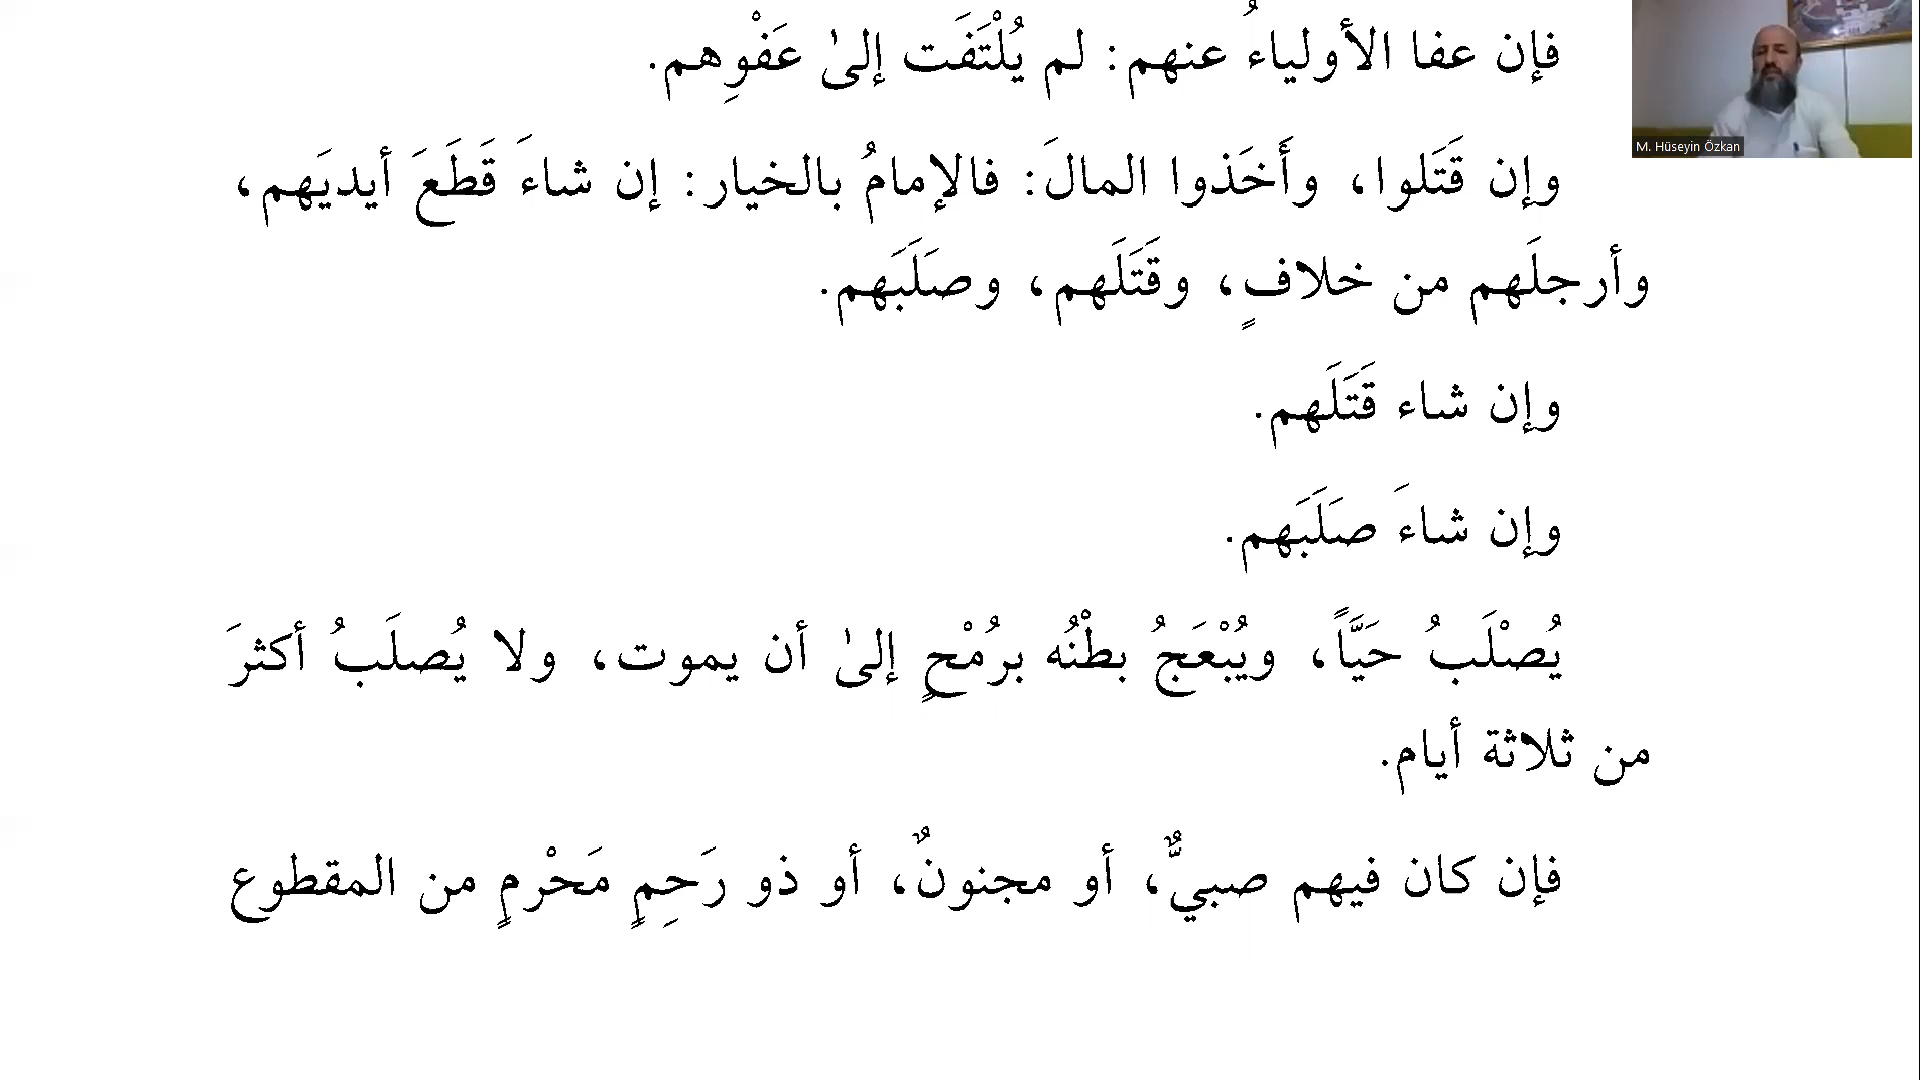 فإن عفا الأولياءُ عنهم: لم يُلْتَفَت إلىٰ عَفْوِهم.
وإن قَتَلوا، وأَخَذوا المالَ: فالإمامُ بالخيار: إن شاءَ قَطَعَ أيديَهم،
وأرجلَهم من خلافٍ، وقَتَلَهم، وصَلَبَهم.
وإن شاء قَتَلَهم.
وإن شاءَ صَلَبَهم.
يُصْلَبُ حَيَّاً، ويُبْعَجُ بطْنُه برُمْحٍ إلىٰ أن يموت، ولا يُصلَبُ أكثرَ
من ثلاثة أيام.
فإن كان فيهم صبيٌّ، أو مجنونٌ، أو ذو رَحِمٍ مَحْرمٍ من المقطوع
M. Hüseyin Özkan